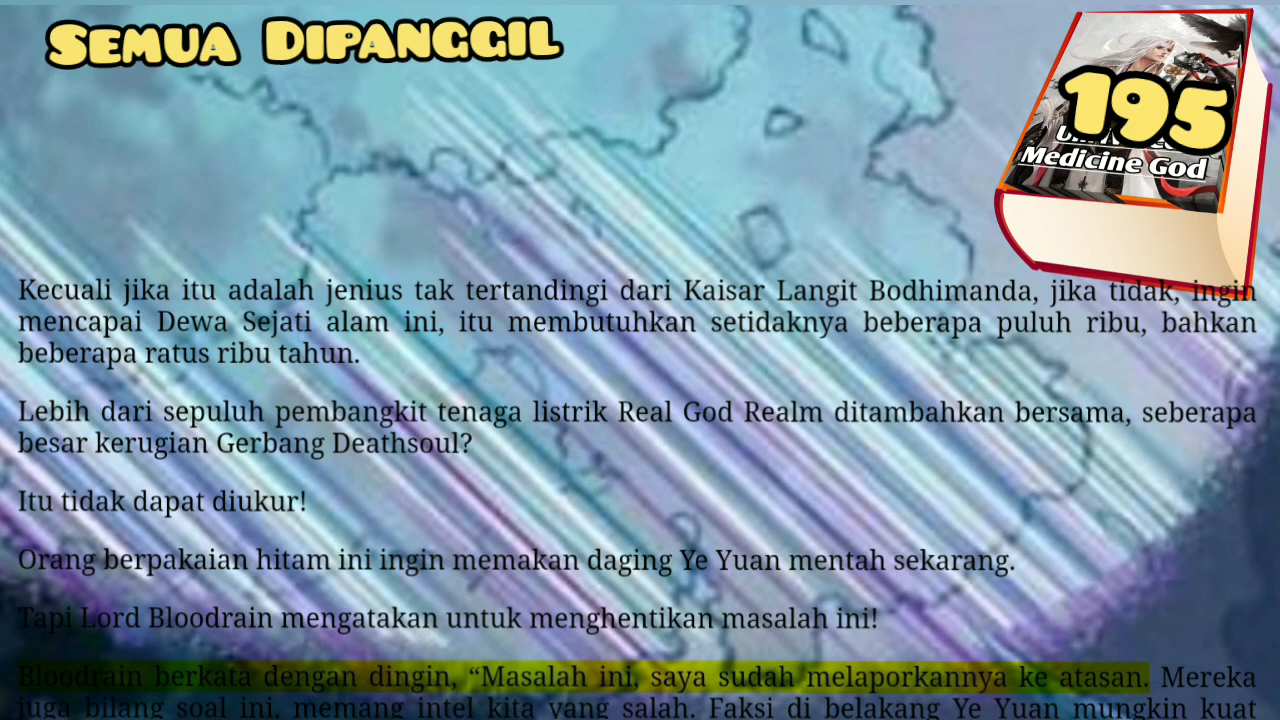 Semua Dipanggil
195
Medicine God
Kecuali jika itu adalah jenius tak tertandingi dari Kaisar Langit Bodhimanda, jika tidak, ingin
mencapai Dewa Sejati alam ini, itu membutuhkan setidaknya beberapa puluh ribu, bahkan
beberapa ratus ribu tahun.
Lebih dari sepuluh pembangkit tenaga listrik Real God Realm ditambahkan bersama, seberapa
besar kerugian Gerbang Deathsoul?
Itu tidak dapat diukur!
Orang berpakaian hitam ini ingin memakan daging Ye Yuan mentah sekarang.
Tapi Lord Bloodrain mengatakan untuk menghentikan masalah ini!
Bloodrain berkata dengan dingin, “Masalah ini, saya sudah melaporkannya ke atasan. Mereka
juga bilang soal ini, memang intel kita yang salah. Faksi di belakang Ye Yuan mungkin kuat